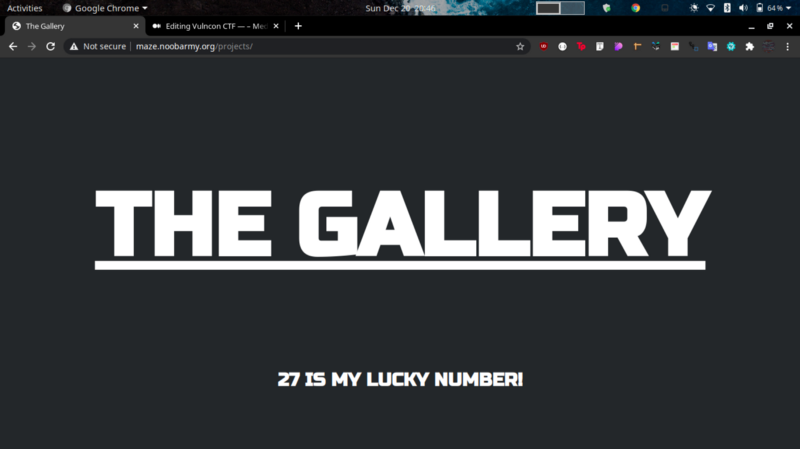 Activities Google Chrome Sun Dec 20 20:46 64 %
The Gallery Editing Vulncon CTF — – Med
Not secure maze.noobarmy.org/projects/
THE GALLERY
27 IS MY LUCKY NUMBER!